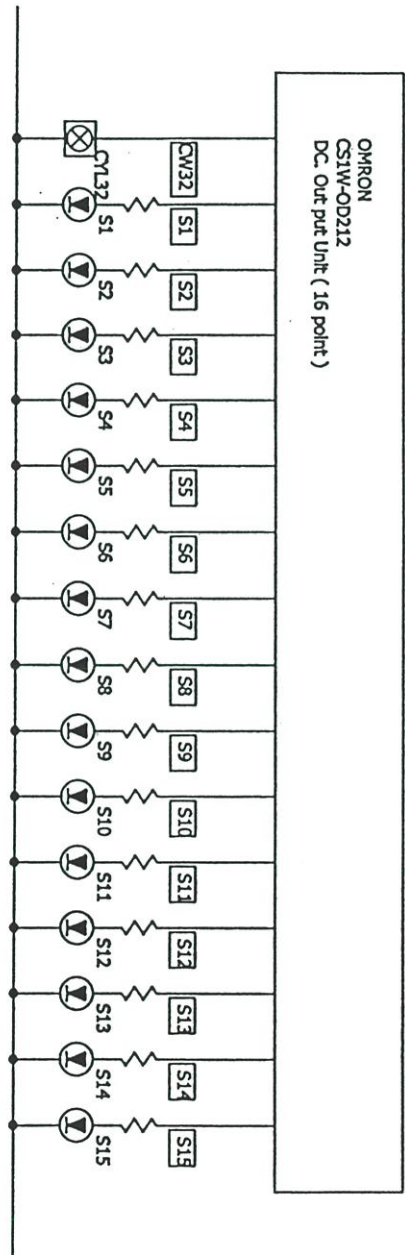 OMRON
CS1W-OD212
DC. Out put Unit ( 16 point )
CW32
S1
S2
S3
S4
S5
S6
S7
S8
S9
S10
S11
S12
S13
S14
S15
CYL32
S1
S2
S3
S4
S5
S6
S7
S8
S9
S10
S11
S12
S13
S14
S15